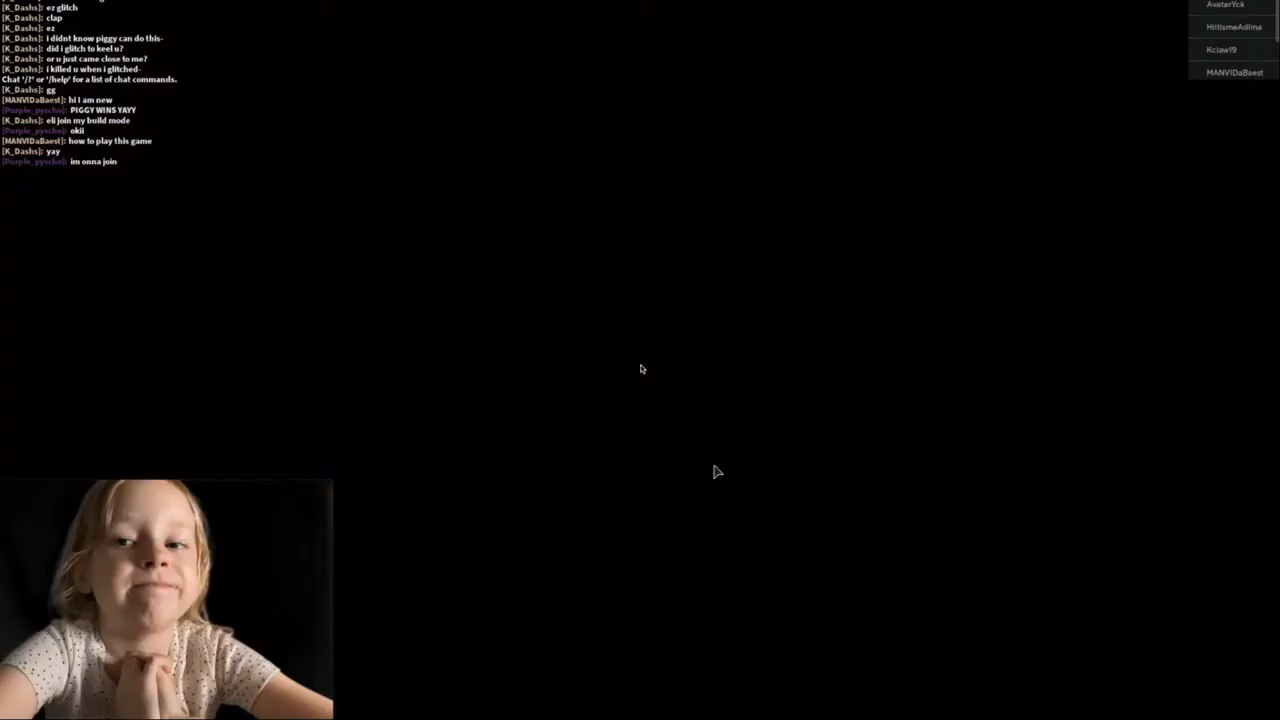 [K_Dashs]: ez glitch
[K_Dashs]: clap
[K_Dashs]: ez
[K_Dashs]: i didnt know piggy can do this-
[K_Dashs]: did i glitch to keel u?
[K_Dashs]: or u just came close to me?
[K_Dashs]: I killed u when i glitched-
Chat '/?' or '/help' for a list of chat commands.
[K_Dashs]: gg
[MANVIDaBaest]: hi I am new
[Purple_pyscho]: PIGGY WINS YAYY
[K_Dashs]: eli join my build mode
[Purple_pyscho]: okii
[MANVIDaBaest]: how to play this game
[K_Dashs]: yay
[Purple_pyscho]: im onna join
AvatarYck
HiitismeAdlina
Kciaw19
MANVIDaBaest